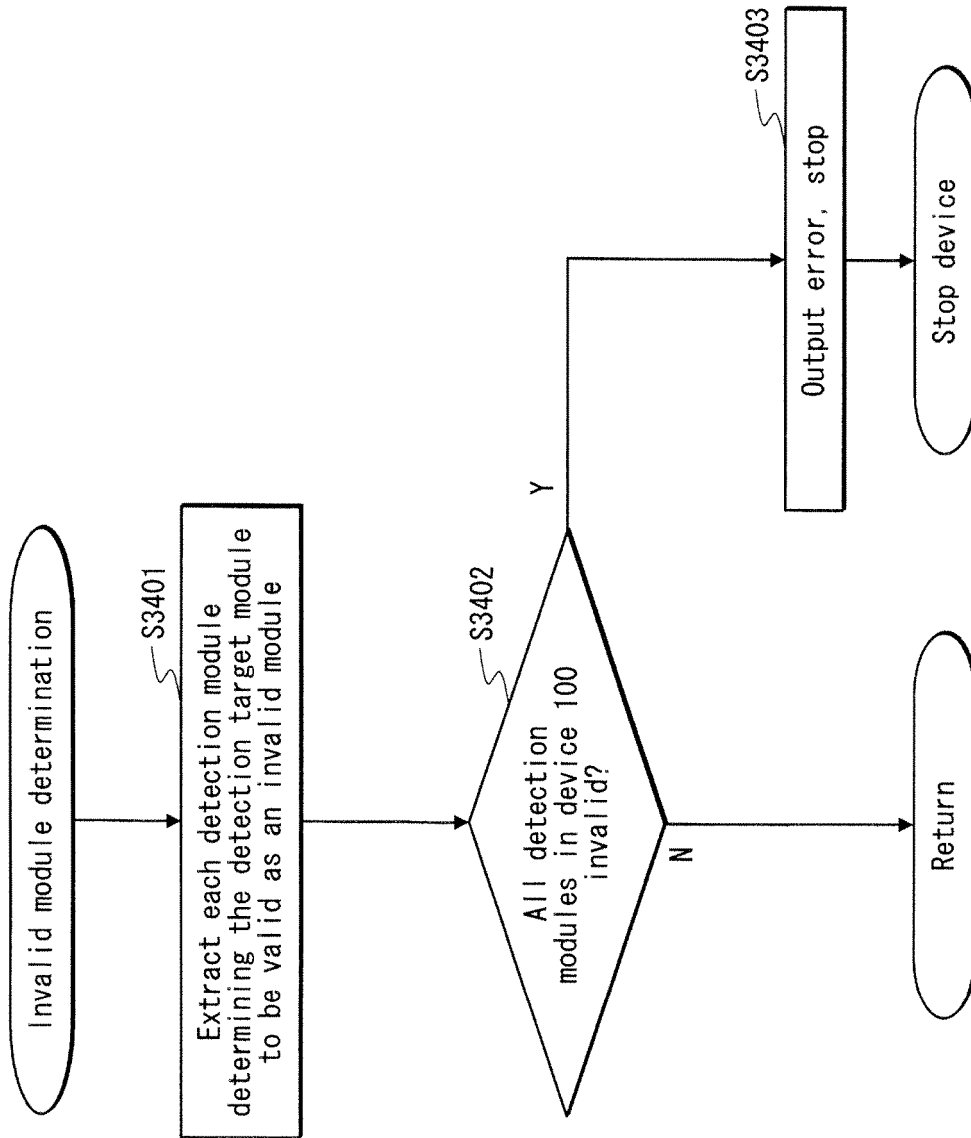 Invalid module determination
S3401
Extract each detection module
determining the detection target module
to be valid as an invalid module
S3402
All detection
modules in device 100
invalid?
Y
N
S3403
Output error, stop
Stop device
Return